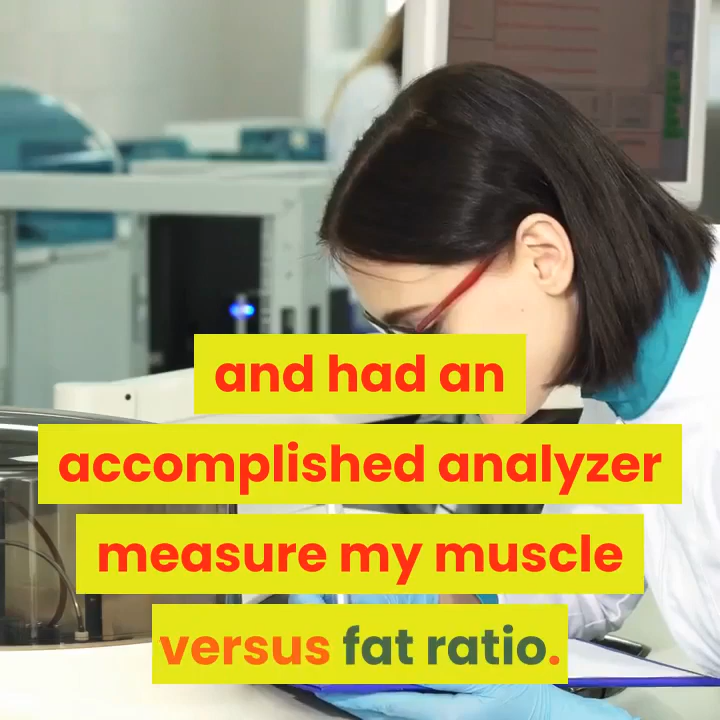 and had an
accomplished analyzer
measure my muscle
versus fat ratio.